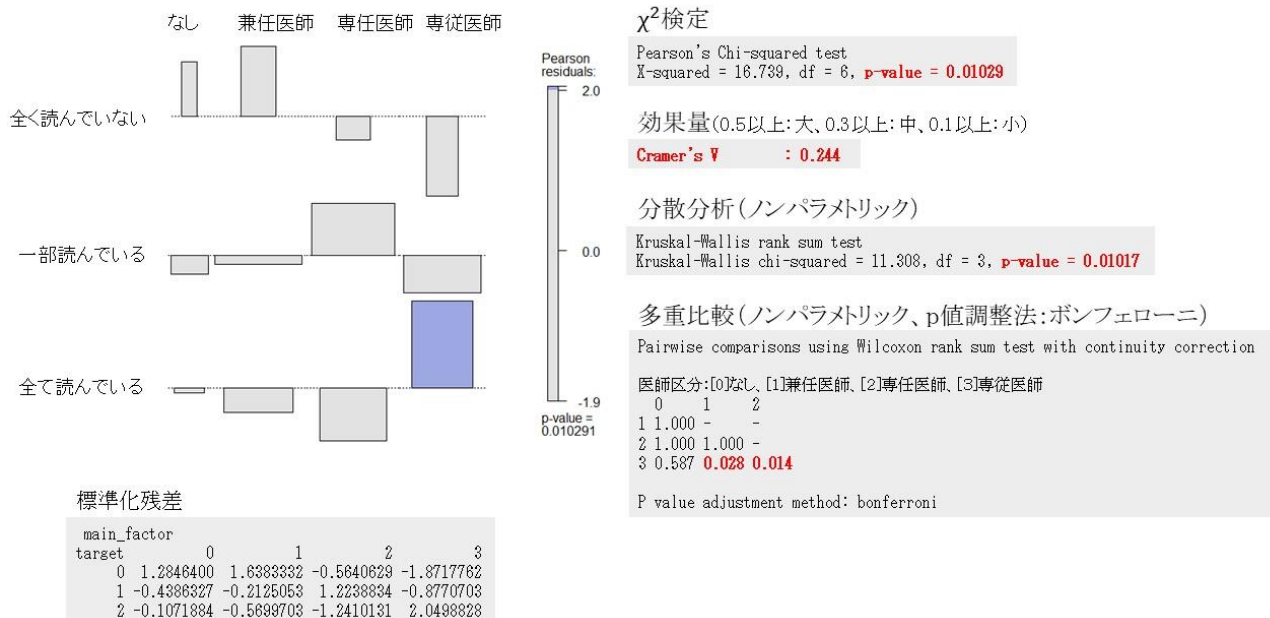 なし 兼任医師 専任医師 専従医師
全く読んでいない
一部読んでいる
全て読んでいる
Pearson
residuals:
2.0
0.0
-1.9
p-value =
0.010291
標準化残差
main_factor
target 0 1 2 3
0 1.2846400 1.6383332 -0.5640629 -1.8717762
1 -0.4386327 -0.2125053 1.2238834 -0.8770703
2 -0.1071884 -0.5699703 -1.2410131 2.0498828
χ²検定
Pearson's Chi-squared test
X-squared = 16.739, df = 6, p-value = 0.01029
効果量(0.5以上:大、0.3以上:中、0.1以上:小)
Cramer's V : 0.244
分散分析(ノンパラメトリック)
Kruskal-Wallis rank sum test
Kruskal-Wallis chi-squared = 11.308, df = 3, p-value = 0.01017
多重比較(ノンパラメトリック、p値調整法:ボンフェローニ)
Pairwise comparisons using Wilcoxon rank sum test with continuity correction
医師区分:[0]なし、[1]兼任医師、[2]専任医師、[3]専従医師
0 1 2
1 1.000 - -
2 1.000 1.000 -
3 0.587 0.028 0.014
P value adjustment method: bonferroni